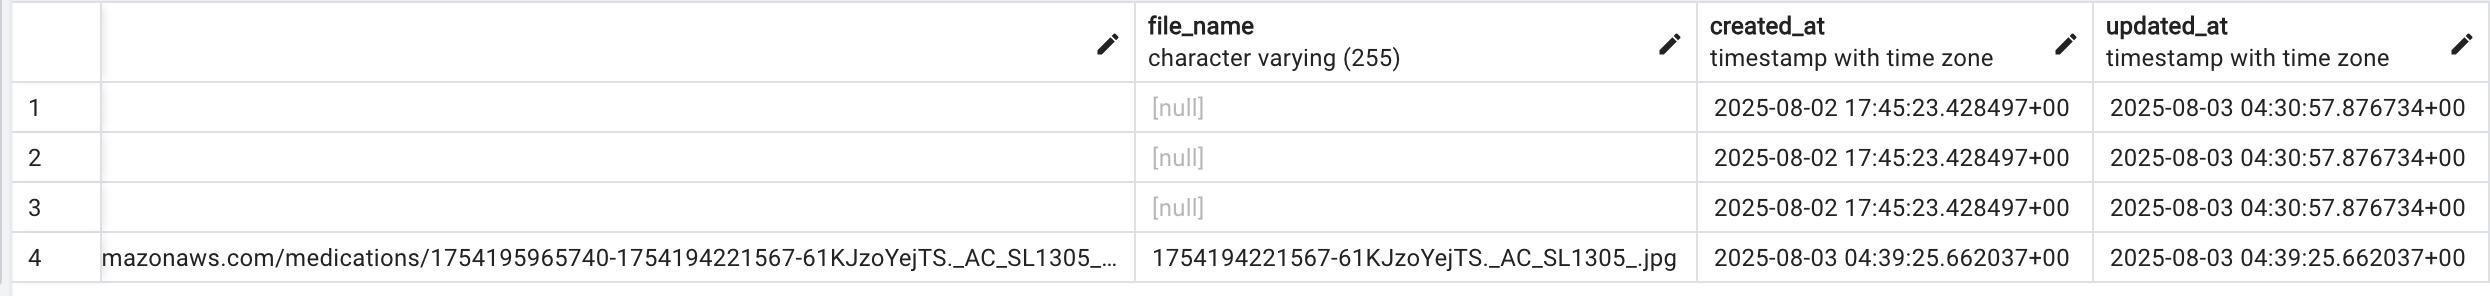 file_name created_at updated_at
character varying (255) timestamp with time zone timestamp with time zone
1 [null] 2025-08-02 17:45:23.428497+00 2025-08-03 04:30:57.876734+00
2 [null] 2025-08-02 17:45:23.428497+00 2025-08-03 04:30:57.876734+00
3 [null] 2025-08-02 17:45:23.428497+00 2025-08-03 04:30:57.876734+00
4 mazonaws.com/medications/1754195965740-1754194221567-61KJzoYejTS._AC_SL1305_... 1754194221567-61KJzoYejTS._AC_SL1305_.jpg 2025-08-03 04:39:25.662037+00 2025-08-03 04:39:25.662037+00